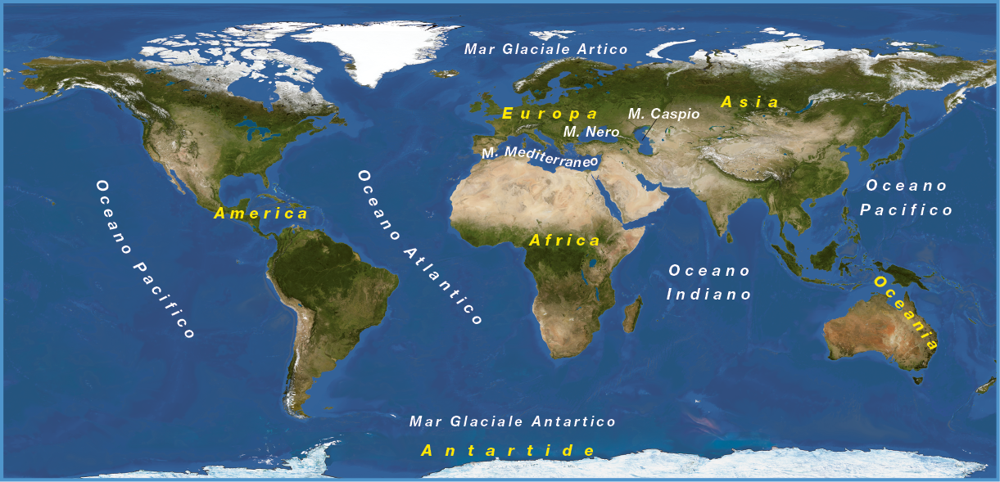 Mar Glaciale Artico
Europa
Asia
M. Caspio
M. Nero
M. Mediterraneo
Oceano Pacifico
Oceano Atlantico
Oceano
Pacifico
America
Africa
Oceano
Indiano
Oceania
Mar Glaciale Antartico
Antartide